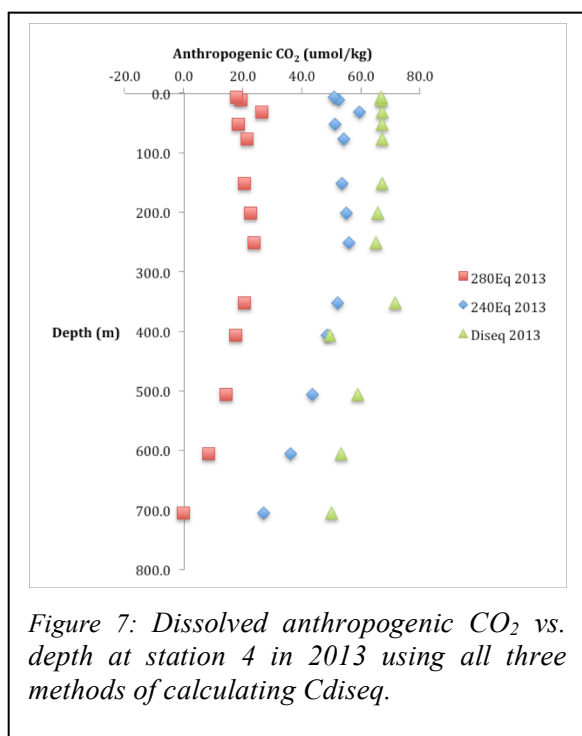 Anthropogenic CO₂ (umol/kg)
-20.0 0.0 20.0 40.0 60.0 80.0
0.0
100.0
200.0
300.0
Depth (m)
400.0
500.0
600.0
700.0
800.0
280Eq 2013
240Eq 2013
Diseq 2013
Figure 7: Dissolved anthropogenic CO₂ vs.
depth at station 4 in 2013 using all three
methods of calculating Cdiseq.